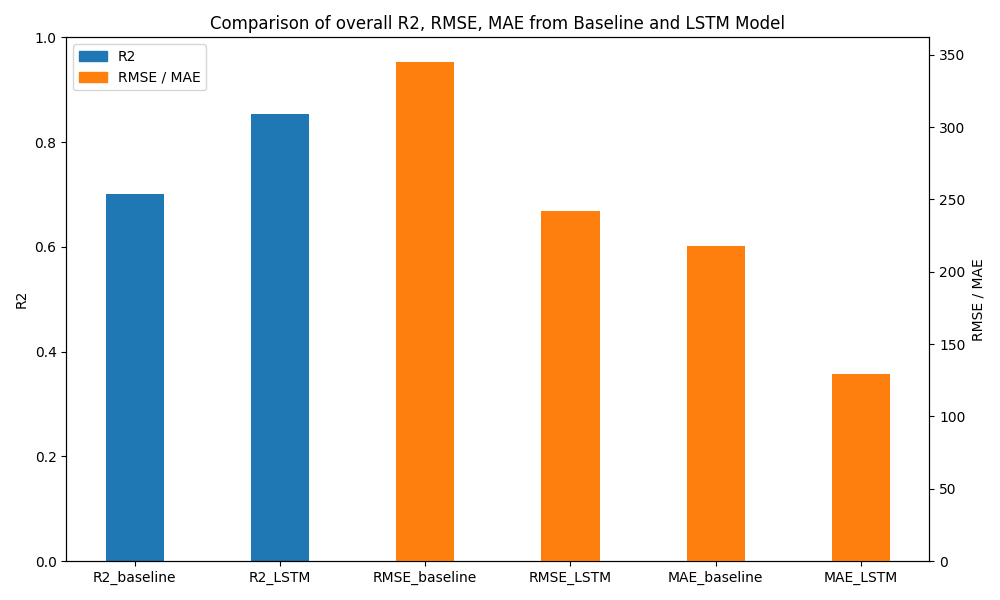 Comparison of overall R2, RMSE, MAE from Baseline and LSTM Model
R2
RMSE / MAE
1.0
0.8
0.6
0.4
0.2
0.0
R2
350
300
250
200
150
100
50
0
RMSE / MAE
R2_baseline
R2_LSTM
RMSE_baseline
RMSE_LSTM
MAE_baseline
MAE_LSTM